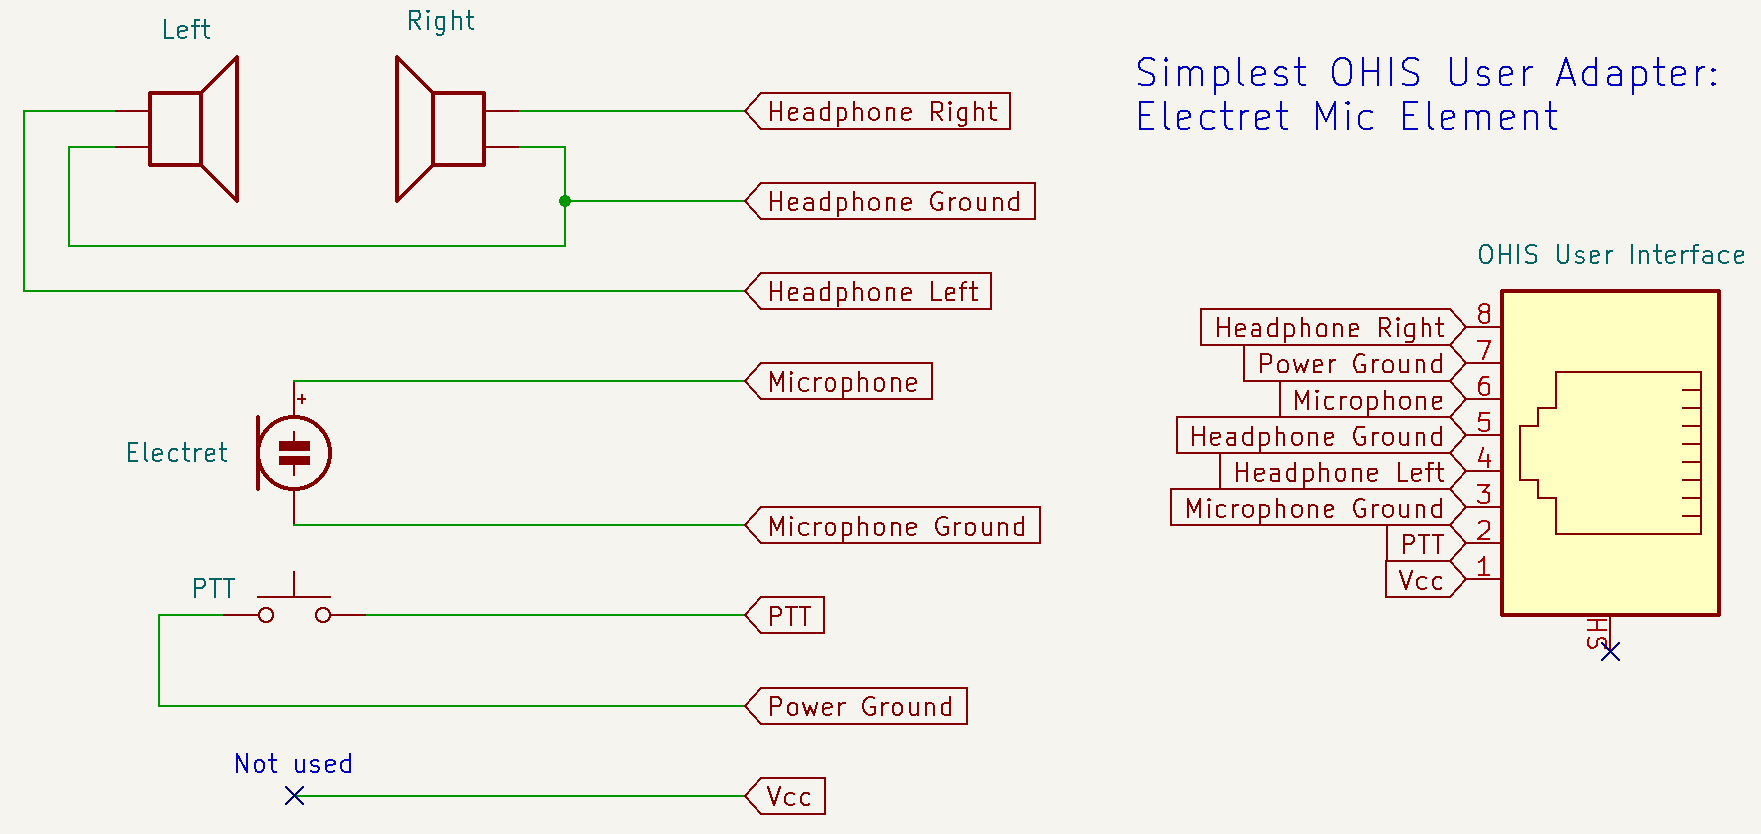 Left
Right
Simplest OHIS User Adapter:
Electret Mic Element
Headphone Right
Headphone Ground
Headphone Left
Microphone
+
Electret
Microphone Ground
PTT
PTT
Power Ground
Not used
Vcc
OHIS User Interface
Headphone Right 8
Power Ground 7
Microphone 6
Headphone Ground 5
Headphone Left 4
Microphone Ground 3
PTT 2
Vcc 1
SH